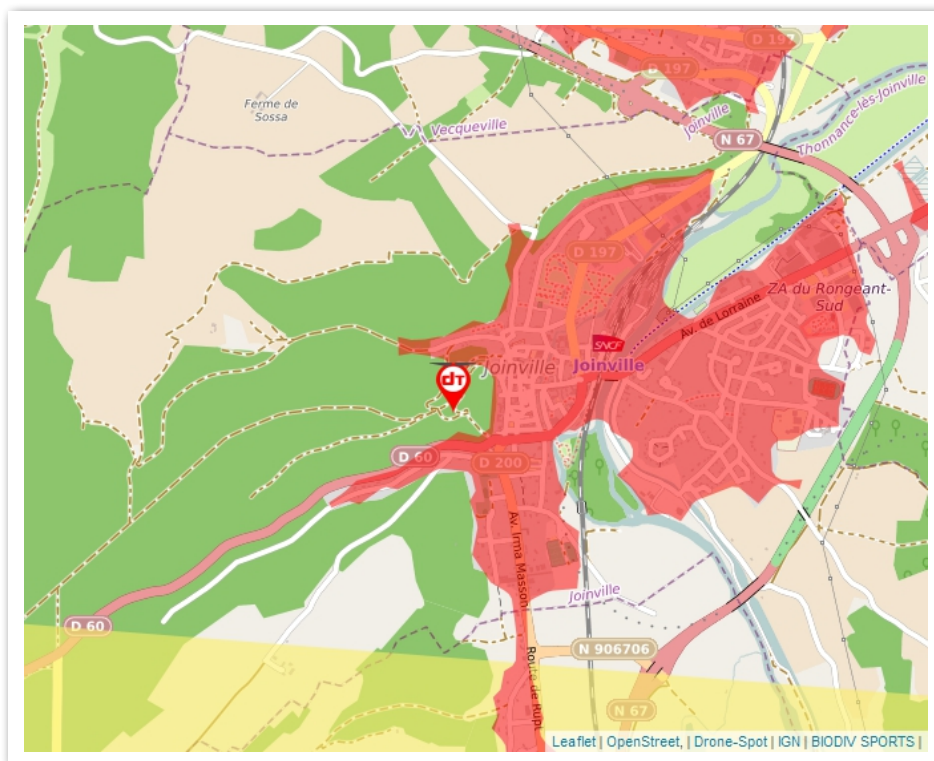 D 197
D 197
Ferme de
Sossa
Vecqueville
Joinville
N 67
Thonnance-lès-Joinville
D 197
ZA du Rongeant-
Sud
Av. de Lorraine
SNCF
Joinville
Joinville
dT
D 60
D 200
Av. Irma Masson
Joinville
D 60
N 906706
Route de Rupt
N 67
Leaflet | OpenStreet, | Drone-Spot | IGN | BIODIV SPORTS |